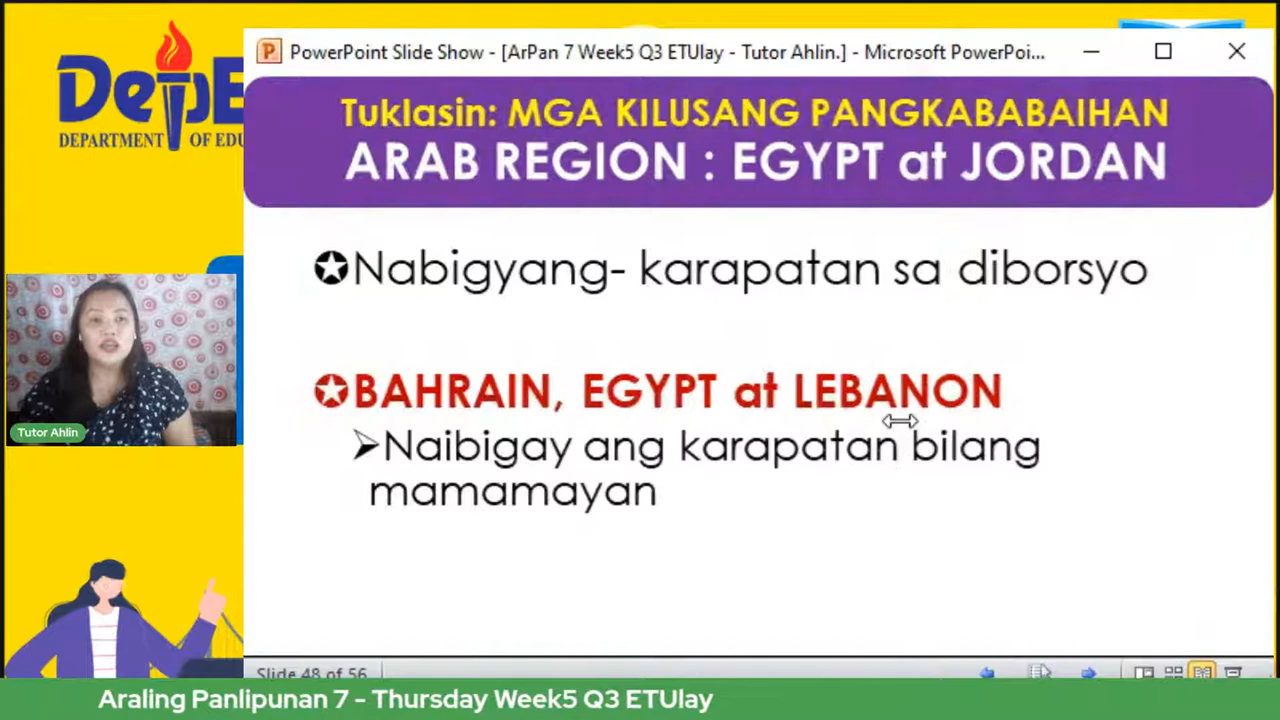 DepE
DEPARTMENT OF EDU
PowerPoint Slide Show - [ArPan 7 Week5 Q3 ETUlay - Tutor Ahlin.] - Microsoft PowerPoi...
Tuklasin: MGA KILUSANG PANGKABABAIHAN
ARAB REGION : EGYPT at JORDAN
Nabigyang- karapatan sa diborsyo
BAHRAIN, EGYPT at LEBANON
Naibigay ang karapatan bilang
mamamayan
Tutor Ahlin
Slide 48 of 56
Araling Panlipunan 7 - Thursday Week5 Q3 ETUlay